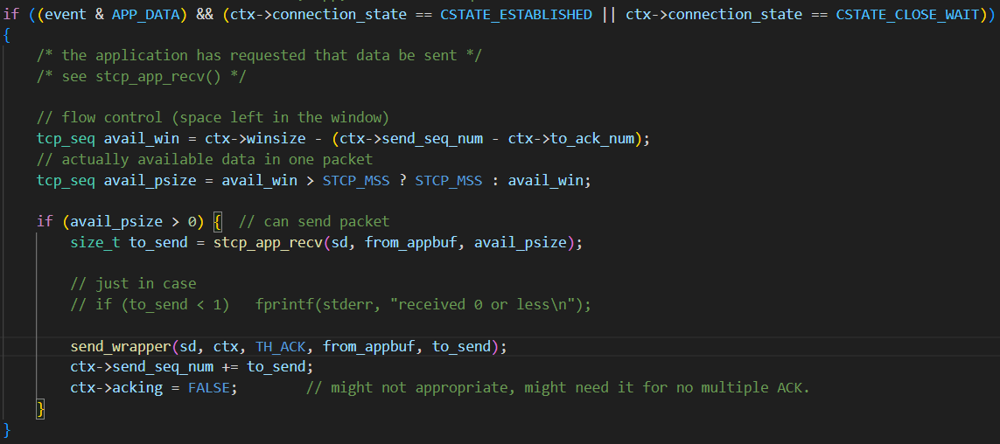 if ((event & APP_DATA) && (ctx->connection_state == CSTATE_ESTABLISHED || ctx->connection_state == CSTATE_CLOSE_WAIT))
{
    /* the application has requested that data be sent */
    /* see stcp_app_recv() */

    // flow control (space left in the window)
    tcp_seq avail_win = ctx->winsize - (ctx->send_seq_num - ctx->to_ack_num);
    // actually available data in one packet
    tcp_seq avail_psize = avail_win > STCP_MSS ? STCP_MSS : avail_win;

    if (avail_psize > 0) {  // can send packet
        size_t to_send = stcp_app_recv(sd, from_appbuf, avail_psize);

        // just in case
        // if (to_send < 1)   fprintf(stderr, "received 0 or less\n");

        send_wrapper(sd, ctx, TH_ACK, from_appbuf, to_send);
        ctx->send_seq_num += to_send;
        ctx->acking = FALSE;        // might not appropriate, might need it for no multiple ACK.
    }
}